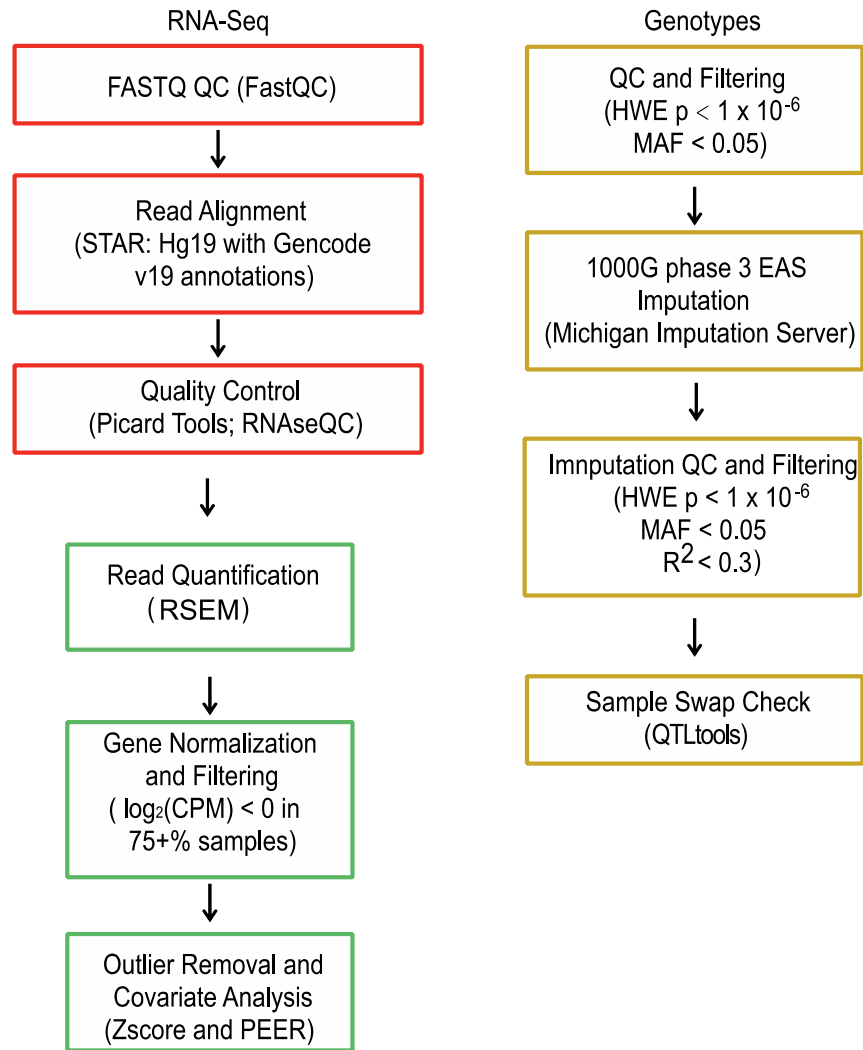 RNA-Seq
FASTQ QC (FastQC)
Read Alignment
(STAR: Hg19 with Gencode
v19 annotations)
Quality Control
(Picard Tools; RNAseQC)
Read Quantification
(RSEM)
Gene Normalization
and Filtering
( log₂(CPM) < 0 in
75+% samples)
Outlier Removal and
Covariate Analysis
(Zscore and PEER)
Genotypes
QC and Filtering
(HWE p < 1 x 10⁻⁶
MAF < 0.05)
1000G phase 3 EAS
Imputation
(Michigan Imputation Server)
Imnputation QC and Filtering
(HWE p < 1 x 10⁻⁶
MAF < 0.05
R² < 0.3)
Sample Swap Check
(QTLtools)